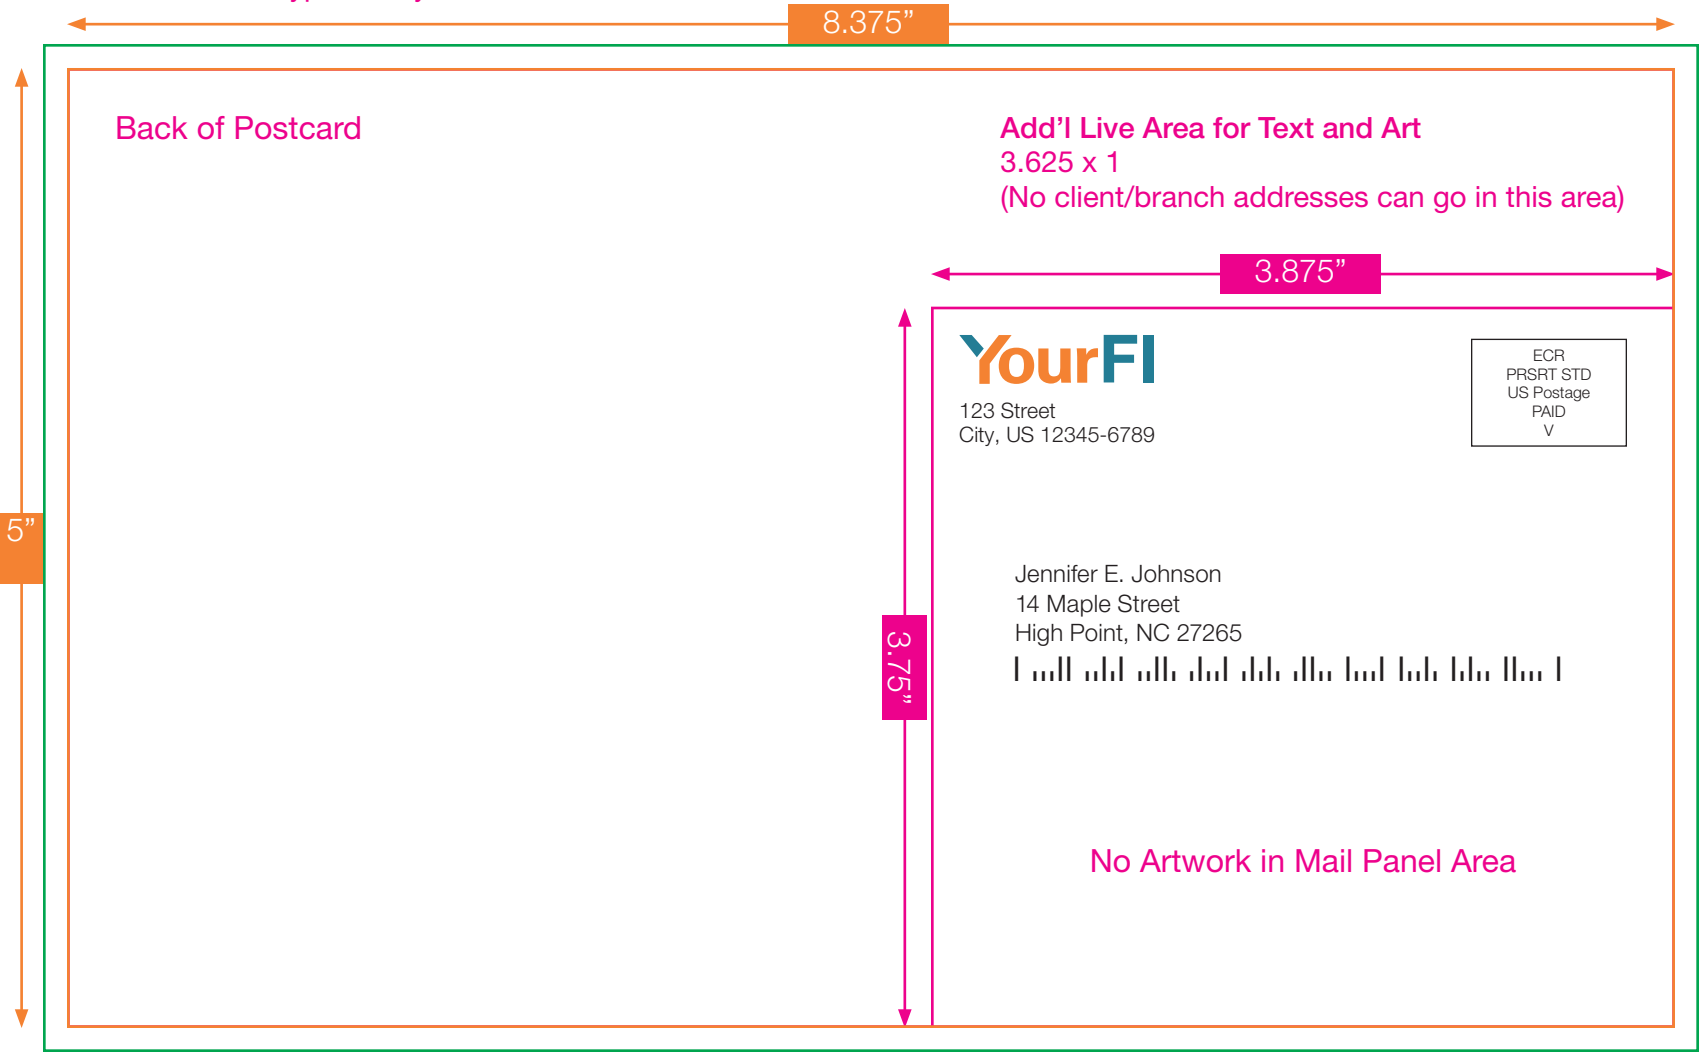 8.375”
Back of Postcard
Add’l Live Area for Text and Art
3.625 x 1
(No client/branch addresses can go in this area)
3.875”
YourFI
123 Street
City, US 12345-6789
ECR
PRSRT STD
US Postage
PAID
V
5”
Jennifer E. Johnson
14 Maple Street
High Point, NC 27265
3.75”
No Artwork in Mail Panel Area